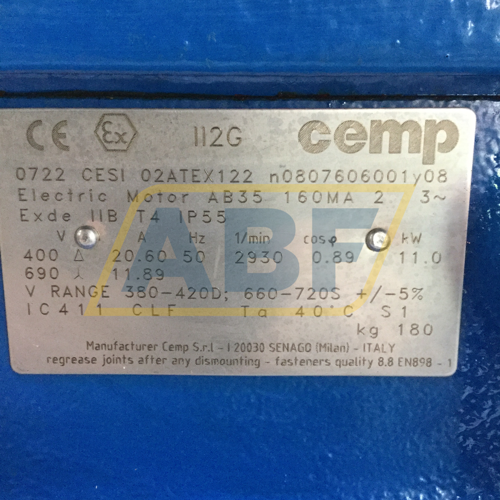 CE Ex II2G cemp
0722 CESI 02ATEX122 n0807606001y08
Electric Motor AB35 160MA 2 3~
Exde IIB T4 IP55
V A Hz 1/min cosφ kW
400 Δ 20.60 50 2930 0.89 11.0
690 ⅄ 11.89
V RANGE 380-420D; 660-720S +/-5%
IC411 CLF Ta 40°C S1
kg 180
Manufacturer Cemp S.r.l - I 20030 SENAGO (Milan) - ITALY
regrease joints after any dismounting - fasteners quality 8.8 EN898 - 1
ABF